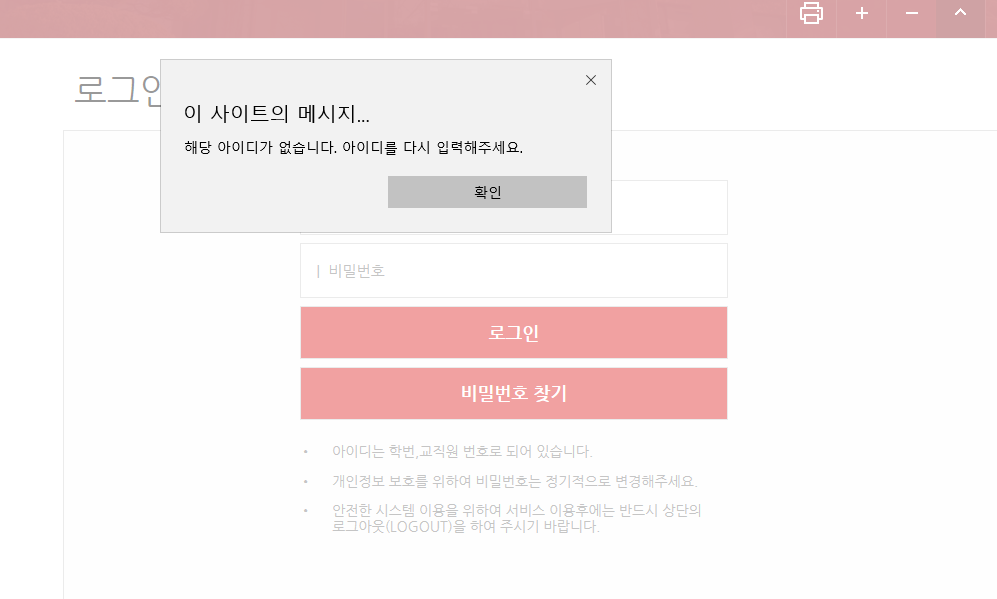 로그인
이 사이트의 메시지...
해당 아이디가 없습니다. 아이디를 다시 입력해주세요.
확인
| 비밀번호
로그인
비밀번호 찾기
• 아이디는 학번,교직원 번호로 되어 있습니다.
• 개인정보 보호를 위하여 비밀번호는 정기적으로 변경해주세요.
• 안전한 시스템 이용을 위하여 서비스 이용후에는 반드시 상단의
로그아웃(LOGOUT)을 하여 주시기 바랍니다.